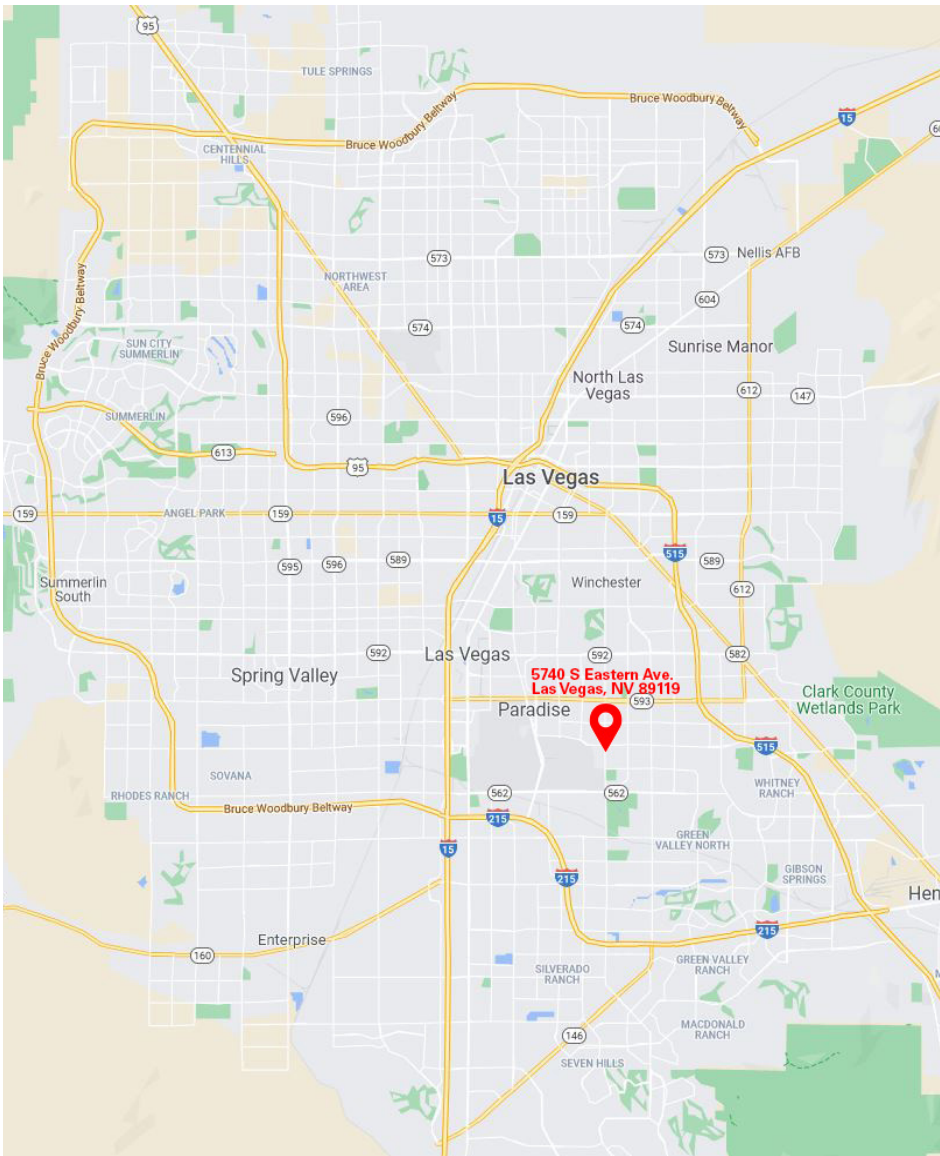 95
TULE SPRINGS
Bruce Woodbury Beltway
15
CENTENNIAL
HILLS
Bruce Woodbury Beltway
573
573
Nellis AFB
NORTHWEST
AREA
604
Bruce Woodbury Beltway
574
574
SUN CITY
SUMMERLIN
Sunrise Manor
North Las
Vegas
612
147
SUMMERLIN
596
613
95
Las Vegas
159
ANGEL PARK
159
15
159
515
595
596
589
589
Summerlin
South
Winchester
612
592
Las Vegas
592
582
Spring Valley
5740 S Eastern Ave.
Las Vegas, NV 89119
593
Clark County
Wetlands Park
Paradise
515
SOVANA
RHODES RANCH
562
562
WHITNEY
RANCH
Bruce Woodbury Beltway
215
15
GREEN
VALLEY NORTH
215
GIBSON
SPRINGS
Hen
215
Enterprise
160
SILVERADO
RANCH
GREEN VALLEY
RANCH
MACDONALD
RANCH
146
SEVEN HILLS